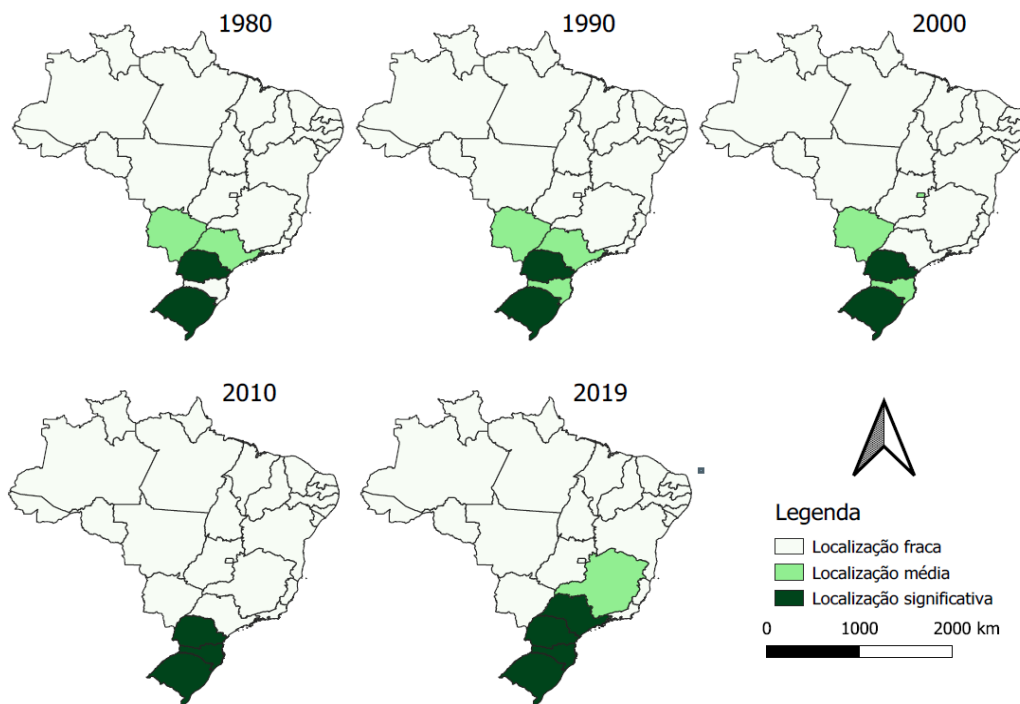 1980
1990
2000
2010
2019
Legenda
Localização fraca
Localização média
Localização significativa
0 1000 2000 km